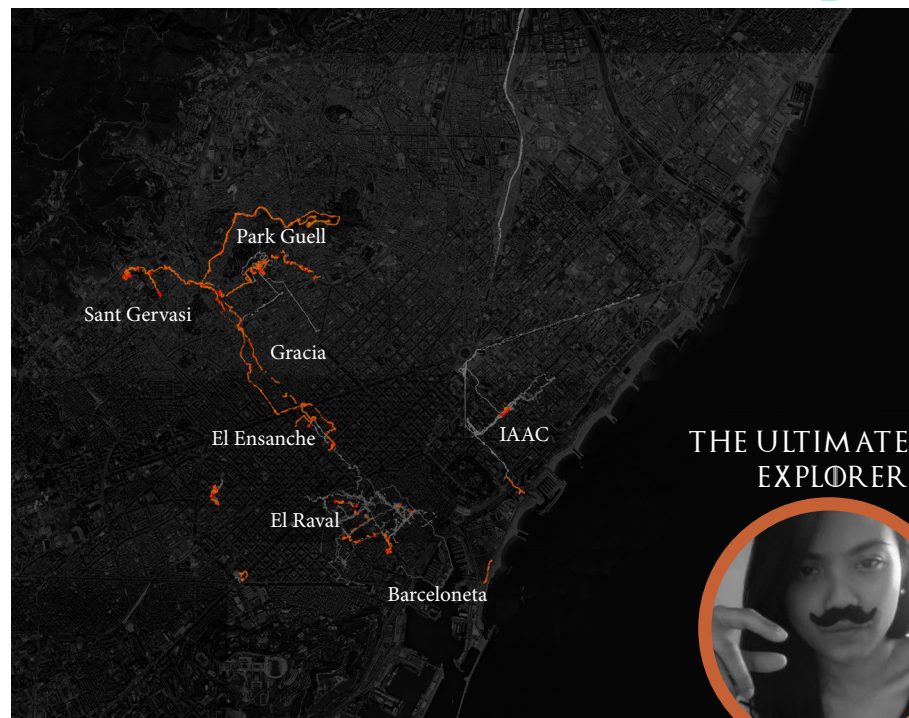 Park Guell
Sant Gervasi
Gracia
El Ensanche
IAAC
THE ULTIMATE
EXPLORER
El Raval
Barceloneta